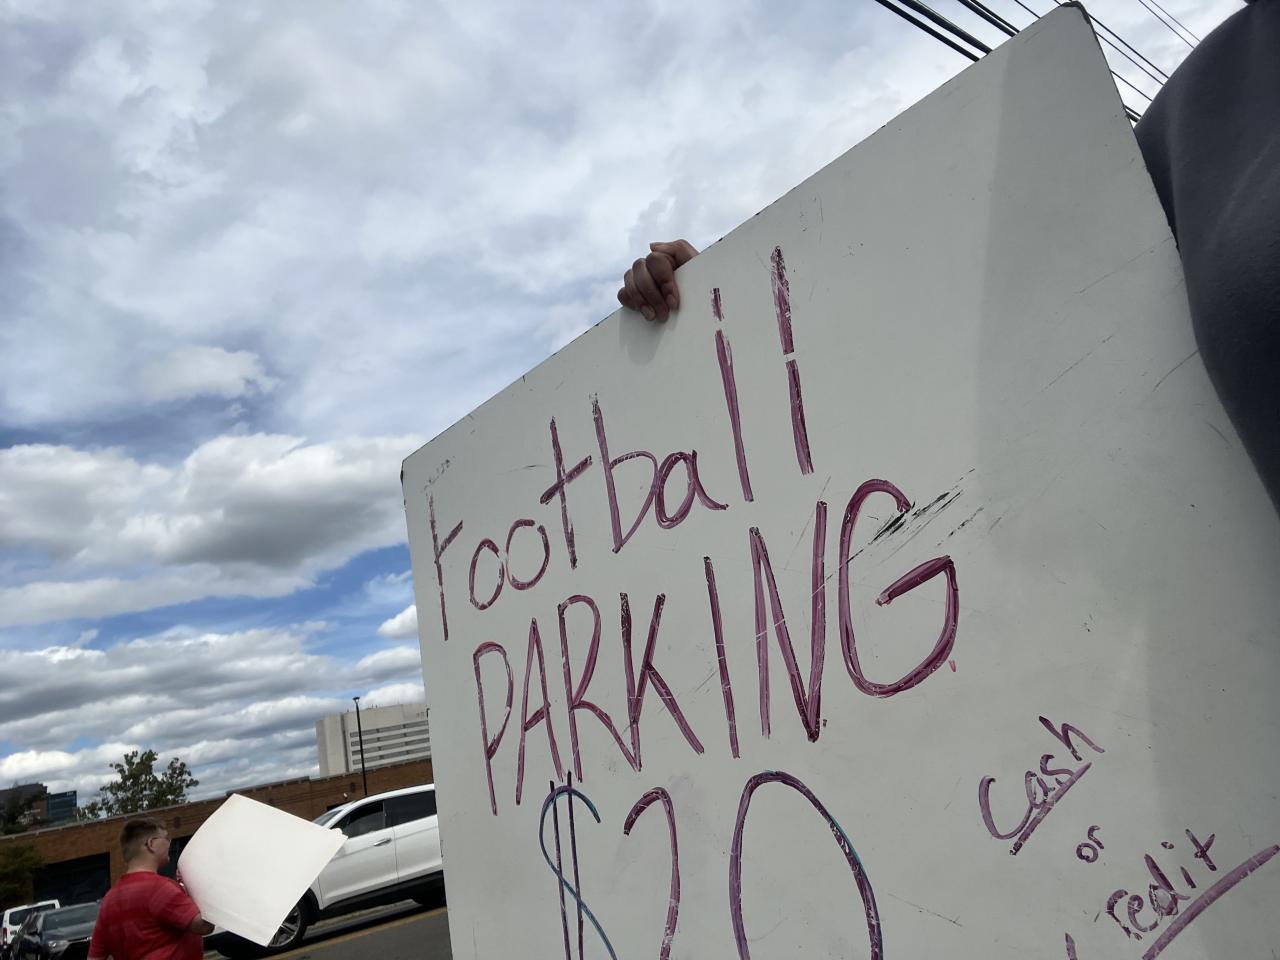 Football
PARKING
$20
Cash
or
Credit